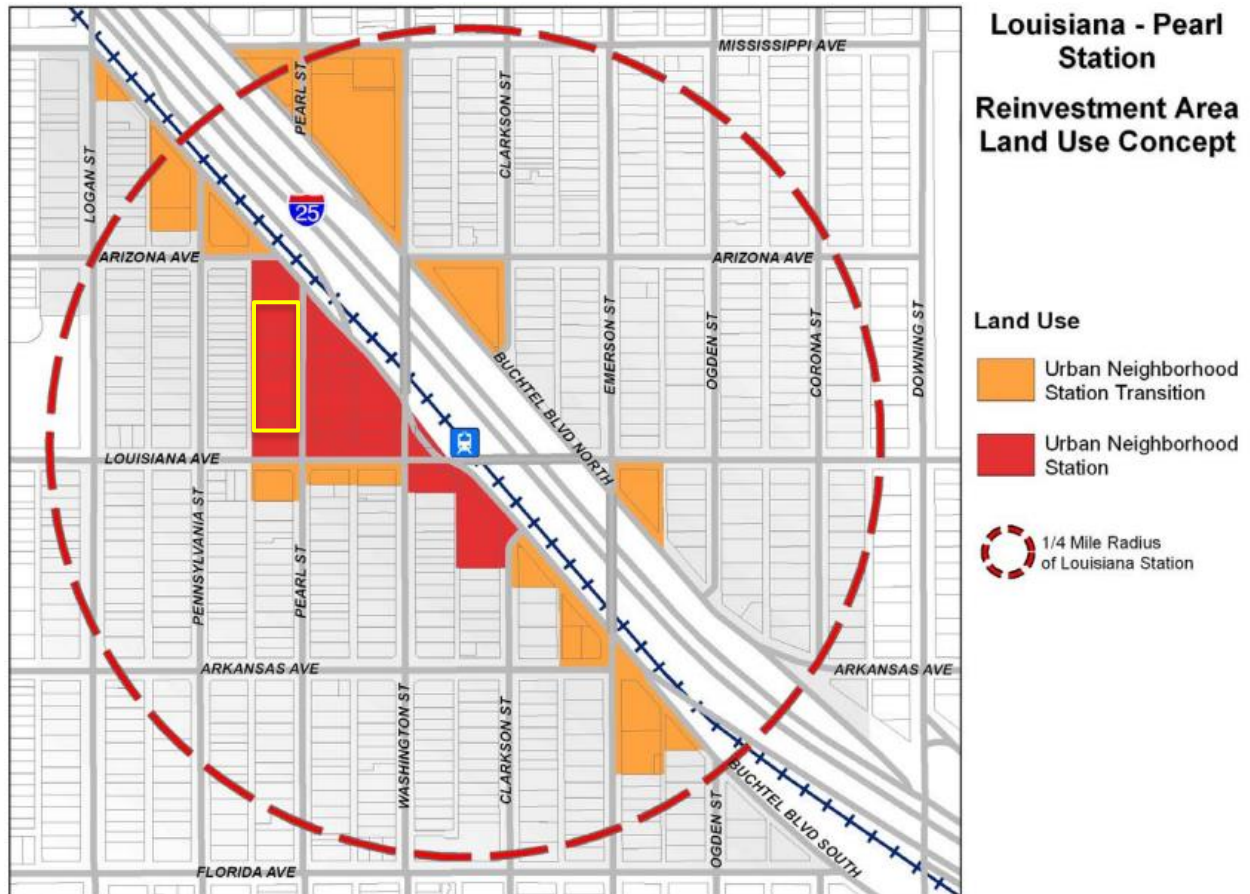 Louisiana - Pearl
Station
Reinvestment Area
Land Use Concept
MISSISSIPPI AVE
PEARL ST
CLARKSON ST
LOGAN ST
25
ARIZONA AVE
ARIZONA AVE
EMERSON ST
OGDEN ST
CORONA ST
DOWNING ST
BUCHTEL BLVD NORTH
LOUISIANA AVE
PENNSYLVANIA ST
PEARL ST
ARKANSAS AVE
ARKANSAS AVE
WASHINGTON ST
CLARKSON ST
OGDEN ST
BUCHTEL BLVD SOUTH
FLORIDA AVE
Land Use
Urban Neighborhood
Station Transition
Urban Neighborhood
Station
1/4 Mile Radius
of Louisiana Station